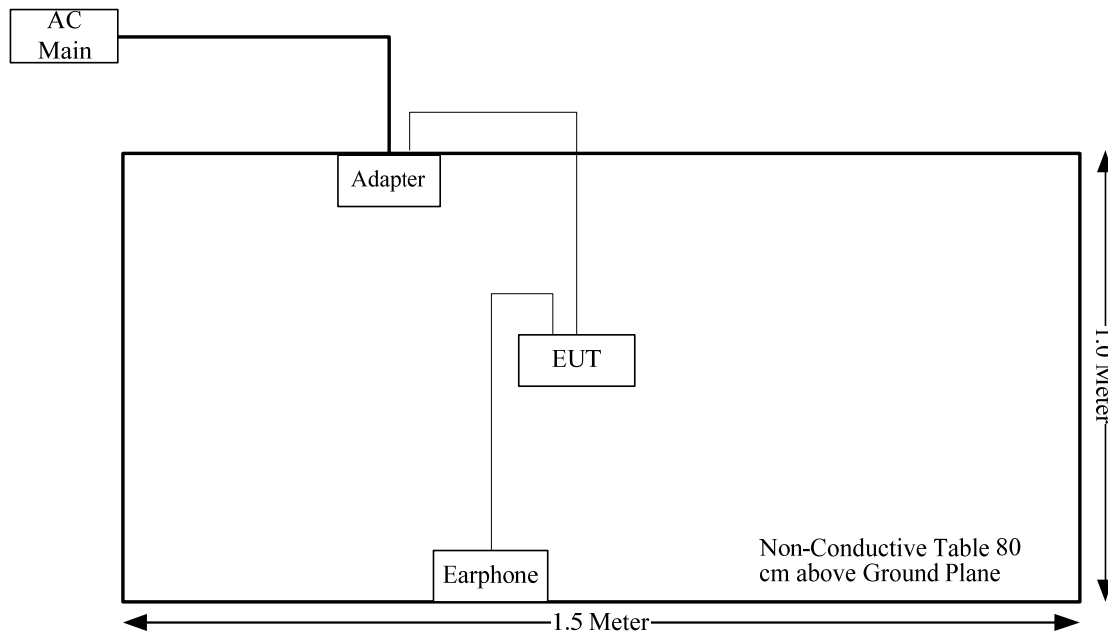 AC
Main
Adapter
EUT
1.0 Meter
Earphone
Non-Conductive Table 80
cm above Ground Plane
1.5 Meter